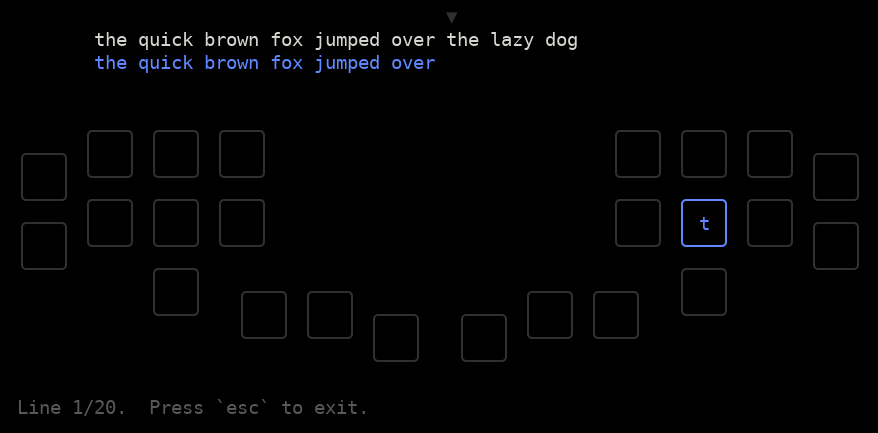 the quick brown fox jumped over the lazy dog
the quick brown fox jumped over
t
Line 1/20.  Press `esc` to exit.